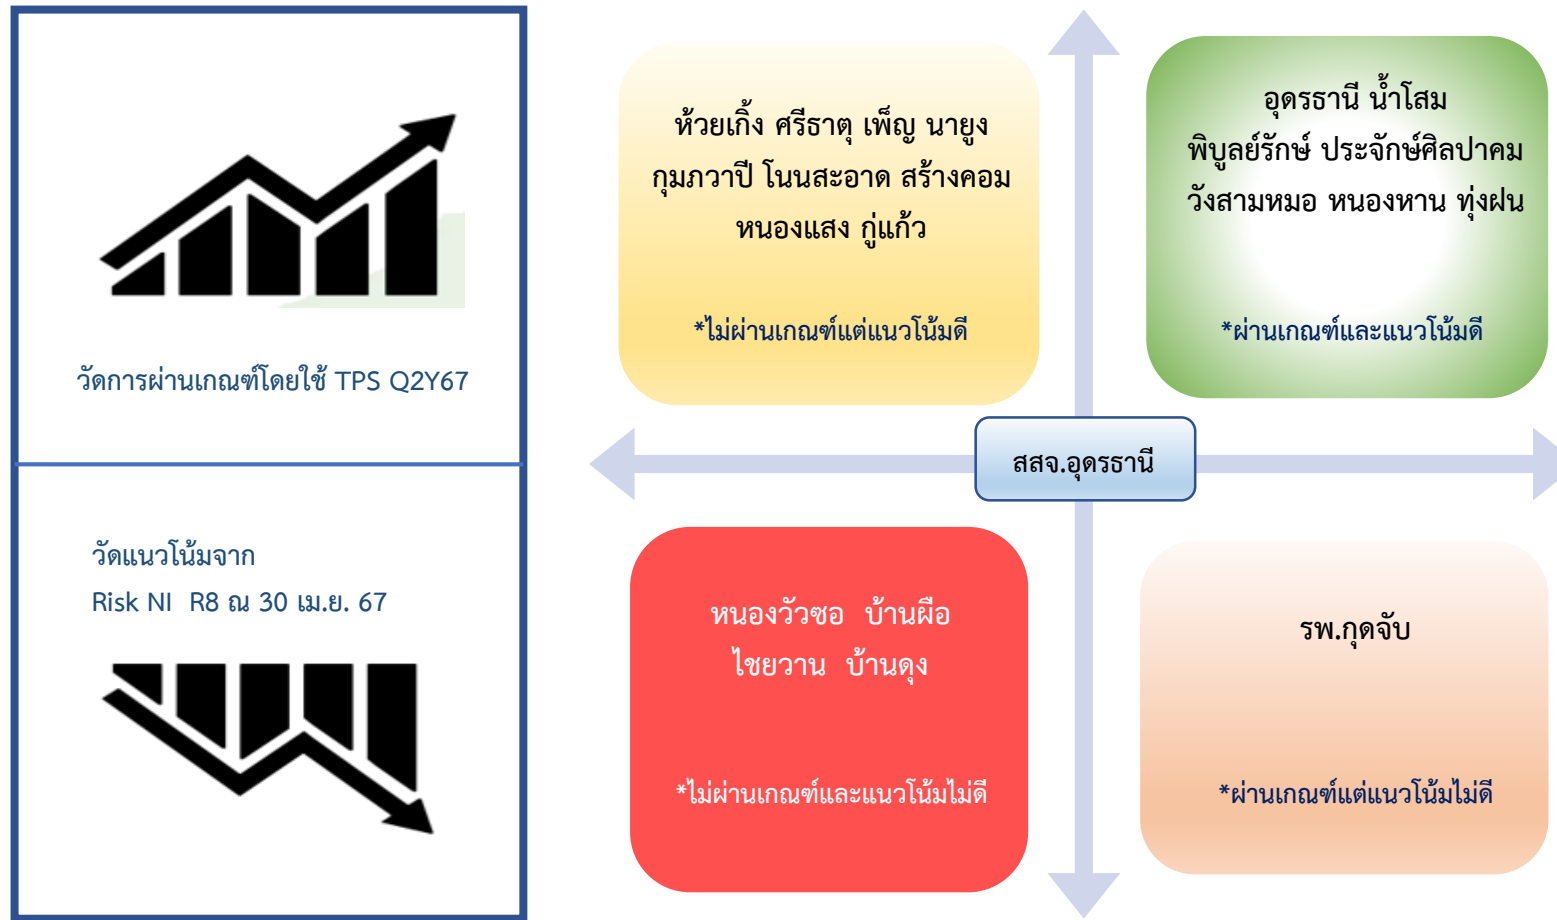 วัดการผ่านเกณฑ์โดยใช้ TPS Q2Y67
วัดแนวโน้มจาก
Risk NI R8 ณ 30 เม.ย. 67
ห้วยเกิ้ง ศรีธาตุ เพ็ญ นายูง
กุมภวาปี โนนสะอาด สร้างคอม
หนองแสง กู่แก้ว
*ไม่ผ่านเกณฑ์แต่แนวโน้มดี
อุดรธานี น้ำโสม
พิบูลย์รักษ์ ประจักษ์ศิลปาคม
วังสามหมอ หนองหาน ทุ่งฝน
*ผ่านเกณฑ์และแนวโน้มดี
สสจ.อุดรธานี
หนองวัวซอ บ้านผือ
ไชยวาน บ้านดุง
*ไม่ผ่านเกณฑ์และแนวโน้มไม่ดี
รพ.กุดจับ
*ผ่านเกณฑ์แต่แนวโน้มไม่ดี